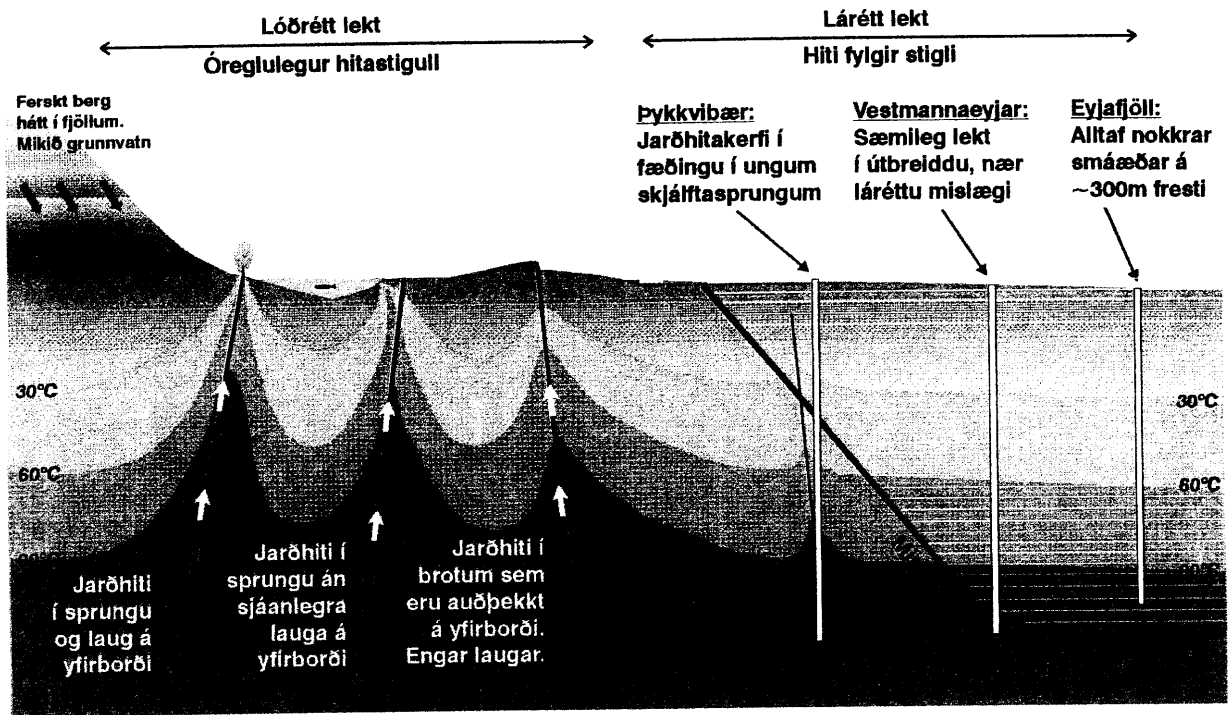 Lóðrétt lekt
Óreglulegur hitastigull
Lárétt lekt
Hiti fylgir stigli
Ferskt berg
hátt í fjöllum.
Mikið grunnvatn
Þykkvibær:
Jarðhitakerfi í
fæðingu í ungum
skjálftasprungum
Vestmannaeyjar:
Sæmileg lekt
í útbreiddu, nær
láréttu mislægi
Eyjafjöll:
Alltaf nokkrar
smáæðar á
~300m fresti
30°C
60°C
30°C
60°C
Jarðhiti
í sprungu
og laug á
yfirborði
Jarðhiti í
sprungu án
sjáanlegra
lauga á
yfirborði
Jarðhiti í
brotum sem
eru auðþekkt
á yfirborði.
Engar laugar.